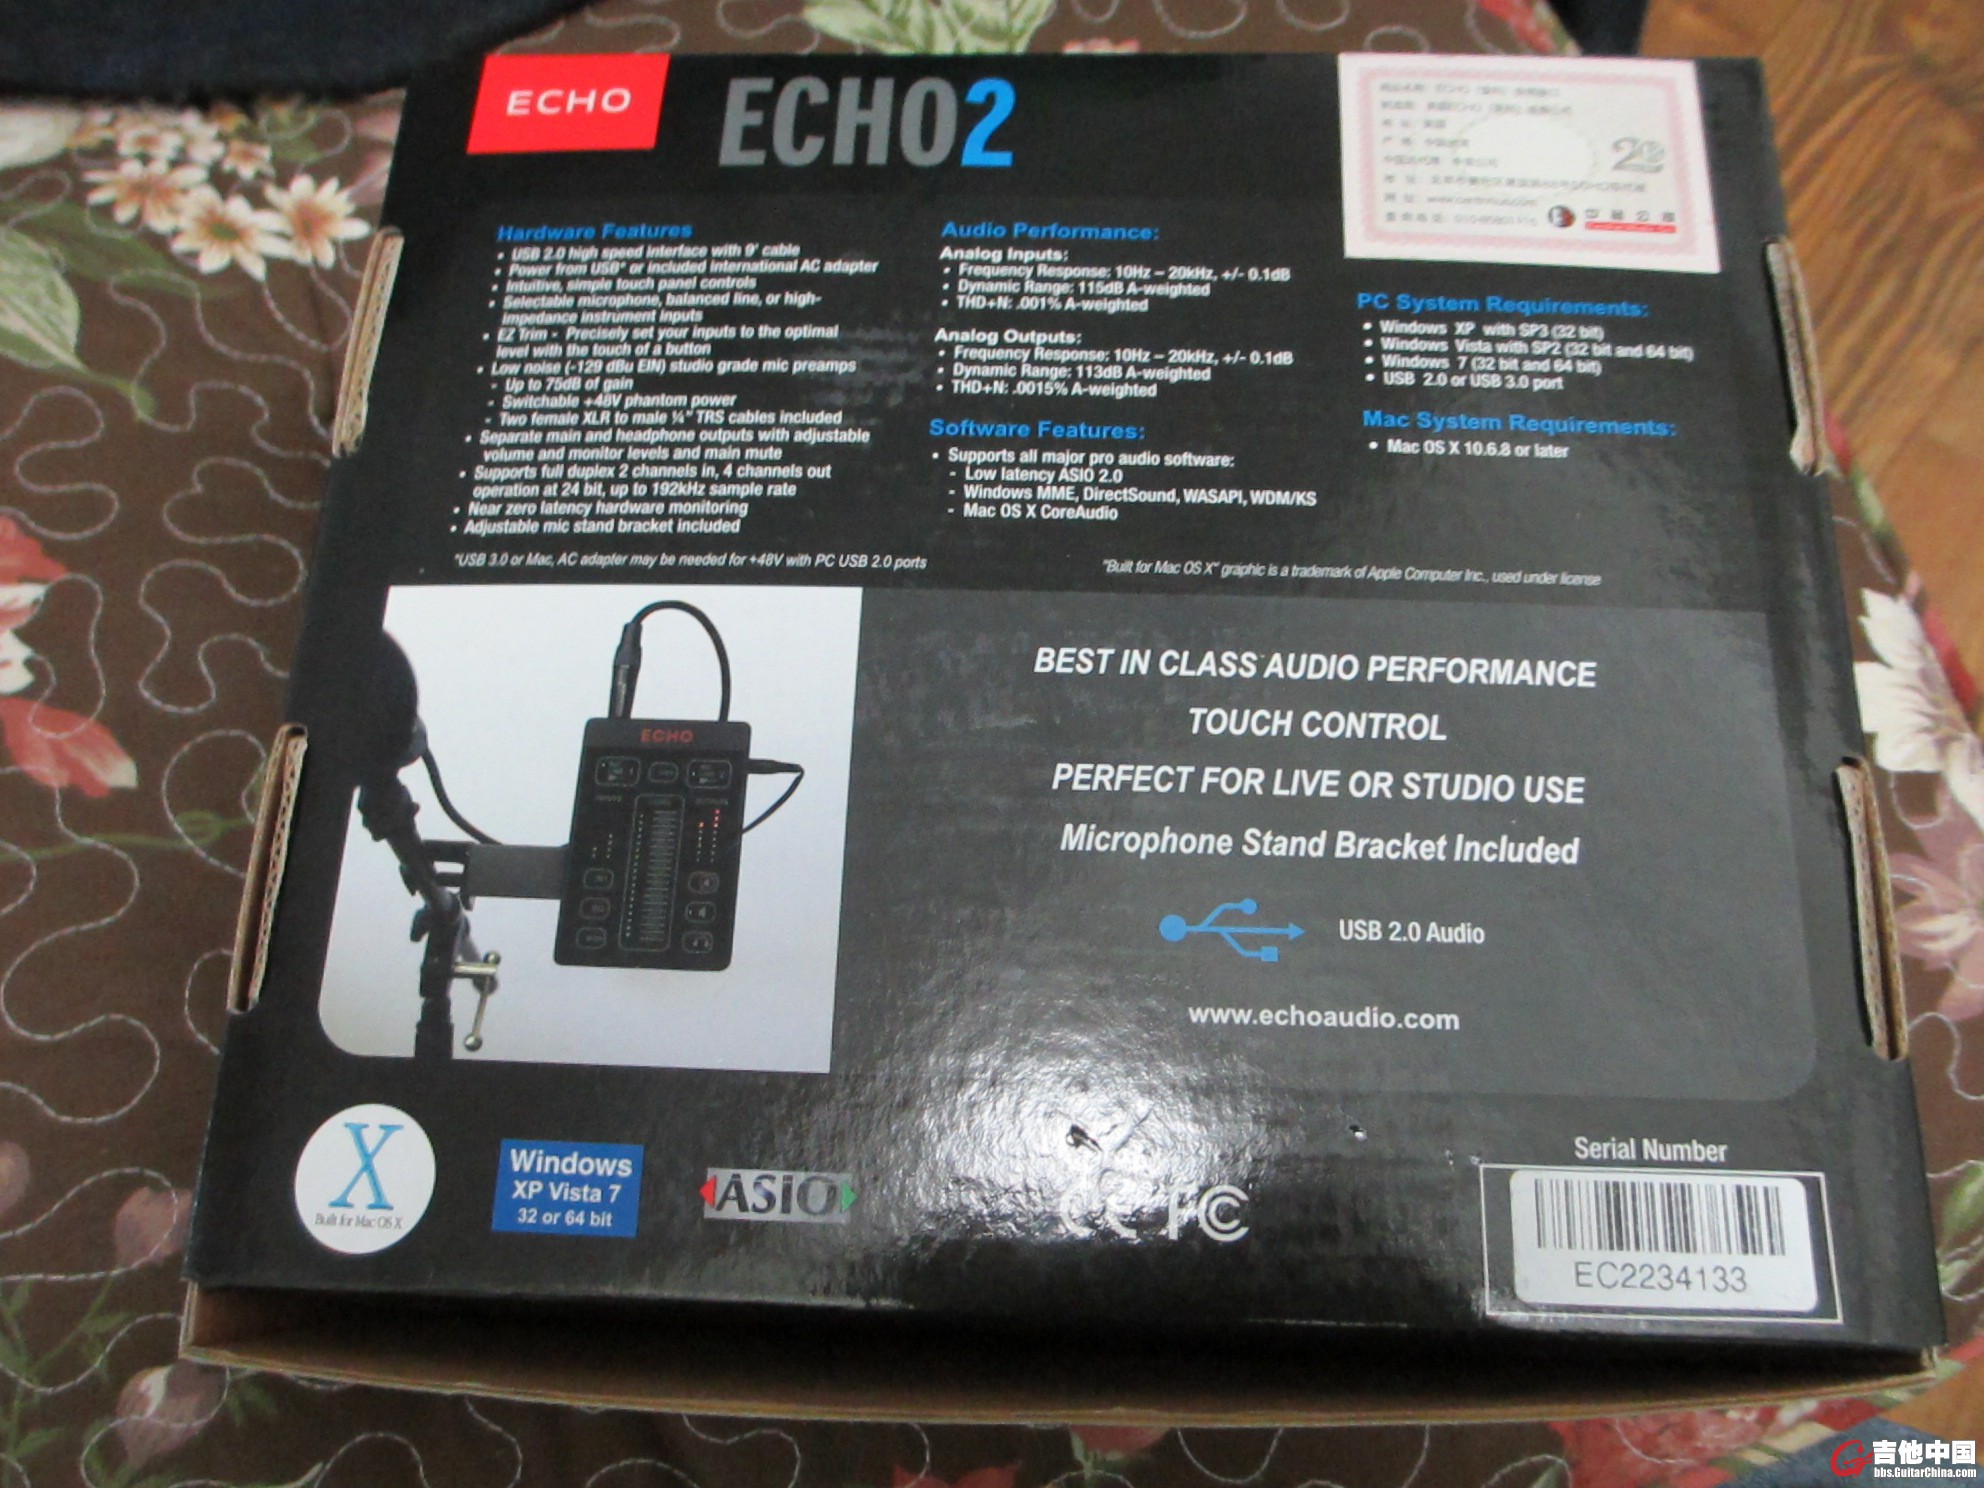 ECHO
ECHO2
Hardware Features
• USB 2.0 high speed interface with 9' cable
• Power from USB* or included international AC adapter
• Intuitive, simple touch panel controls
• Selectable microphone, balanced line, or high-
impedance instrument inputs
• EZ Trim - Precisely set your inputs to the optimal
level with the touch of a button
• Low noise (-129 dBu EIN) studio grade mic preamps
- Up to 75dB of gain
- Switchable +48V phantom power
- Two female XLR to male ¼" TRS cables included
• Separate main and headphone outputs with adjustable
volume and monitor levels and main mute
• Supports full duplex 2 channels in, 4 channels out
operation at 24 bit, up to 192kHz sample rate
• Near zero latency hardware monitoring
• Adjustable mic stand bracket included
*USB 3.0 or Mac, AC adapter may be needed for +48V with PC USB 2.0 ports
Audio Performance:
Analog Inputs:
• Frequency Response: 10Hz – 20kHz, +/- 0.1dB
• Dynamic Range: 115dB A-weighted
• THD+N: .001% A-weighted
Analog Outputs:
• Frequency Response: 10Hz – 20kHz, +/- 0.1dB
• Dynamic Range: 113dB A-weighted
• THD+N: .0015% A-weighted
Software Features:
• Supports all major pro audio software:
- Low latency ASIO 2.0
- Windows MME, DirectSound, WASAPI, WDM/KS
- Mac OS X CoreAudio
PC System Requirements:
• Windows XP with SP3 (32 bit)
• Windows Vista with SP2 (32 bit and 64 bit)
• Windows 7 (32 bit and 64 bit)
• USB 2.0 or USB 3.0 port
Mac System Requirements:
• Mac OS X 10.6.8 or later
"Built for Mac OS X" graphic is a trademark of Apple Computer Inc., used under license
ECHO
BEST IN CLASS AUDIO PERFORMANCE
TOUCH CONTROL
PERFECT FOR LIVE OR STUDIO USE
Microphone Stand Bracket Included
USB 2.0 Audio
www.echoaudio.com
X
Built for Mac OS X
Windows
XP Vista 7
32 or 64 bit
ASIO
CE FC
Serial Number
EC2234133
吉他中国
bbs.GuitarChina.com